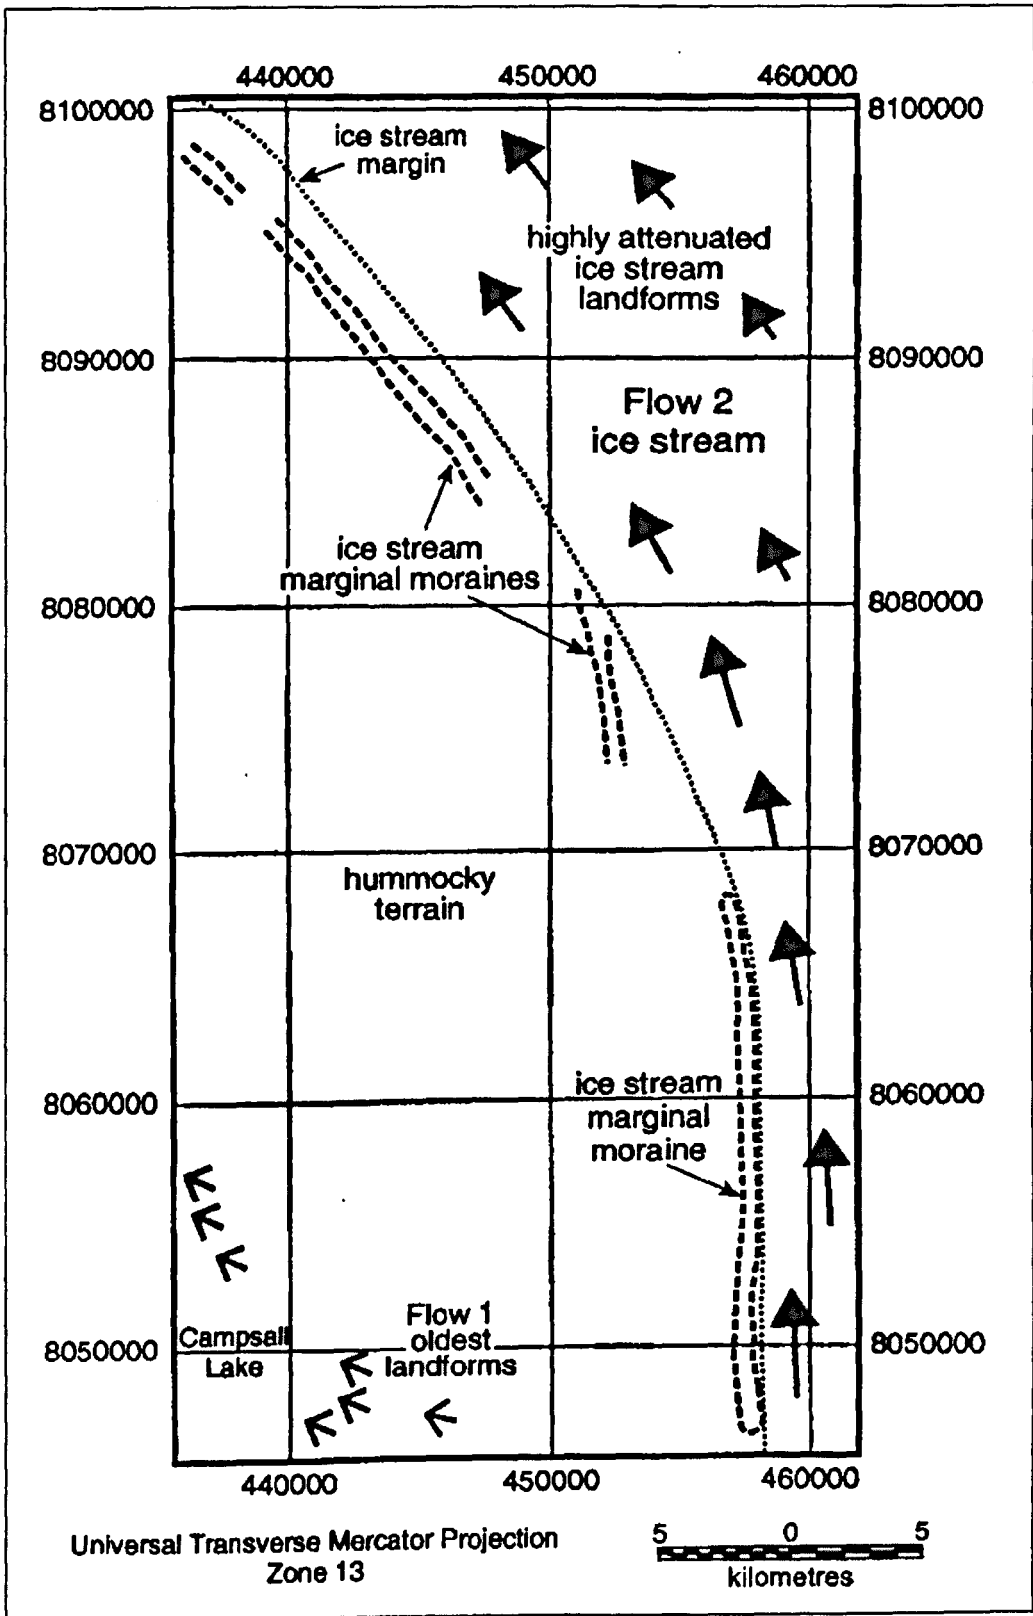 440000 450000 460000
8100000 8100000
ice stream
margin
highly attenuated
ice stream
landforms
8090000 8090000
Flow 2
ice stream
ice stream
marginal moraines
8080000 8080000
8070000 8070000
hummocky
terrain
ice stream
marginal
moraine
8060000 8060000
Flow 1
oldest
landforms
Campsall
Lake
8050000 8050000
440000 450000 460000
Universal Transverse Mercator Projection
Zone 13
5 0 5
kilometres